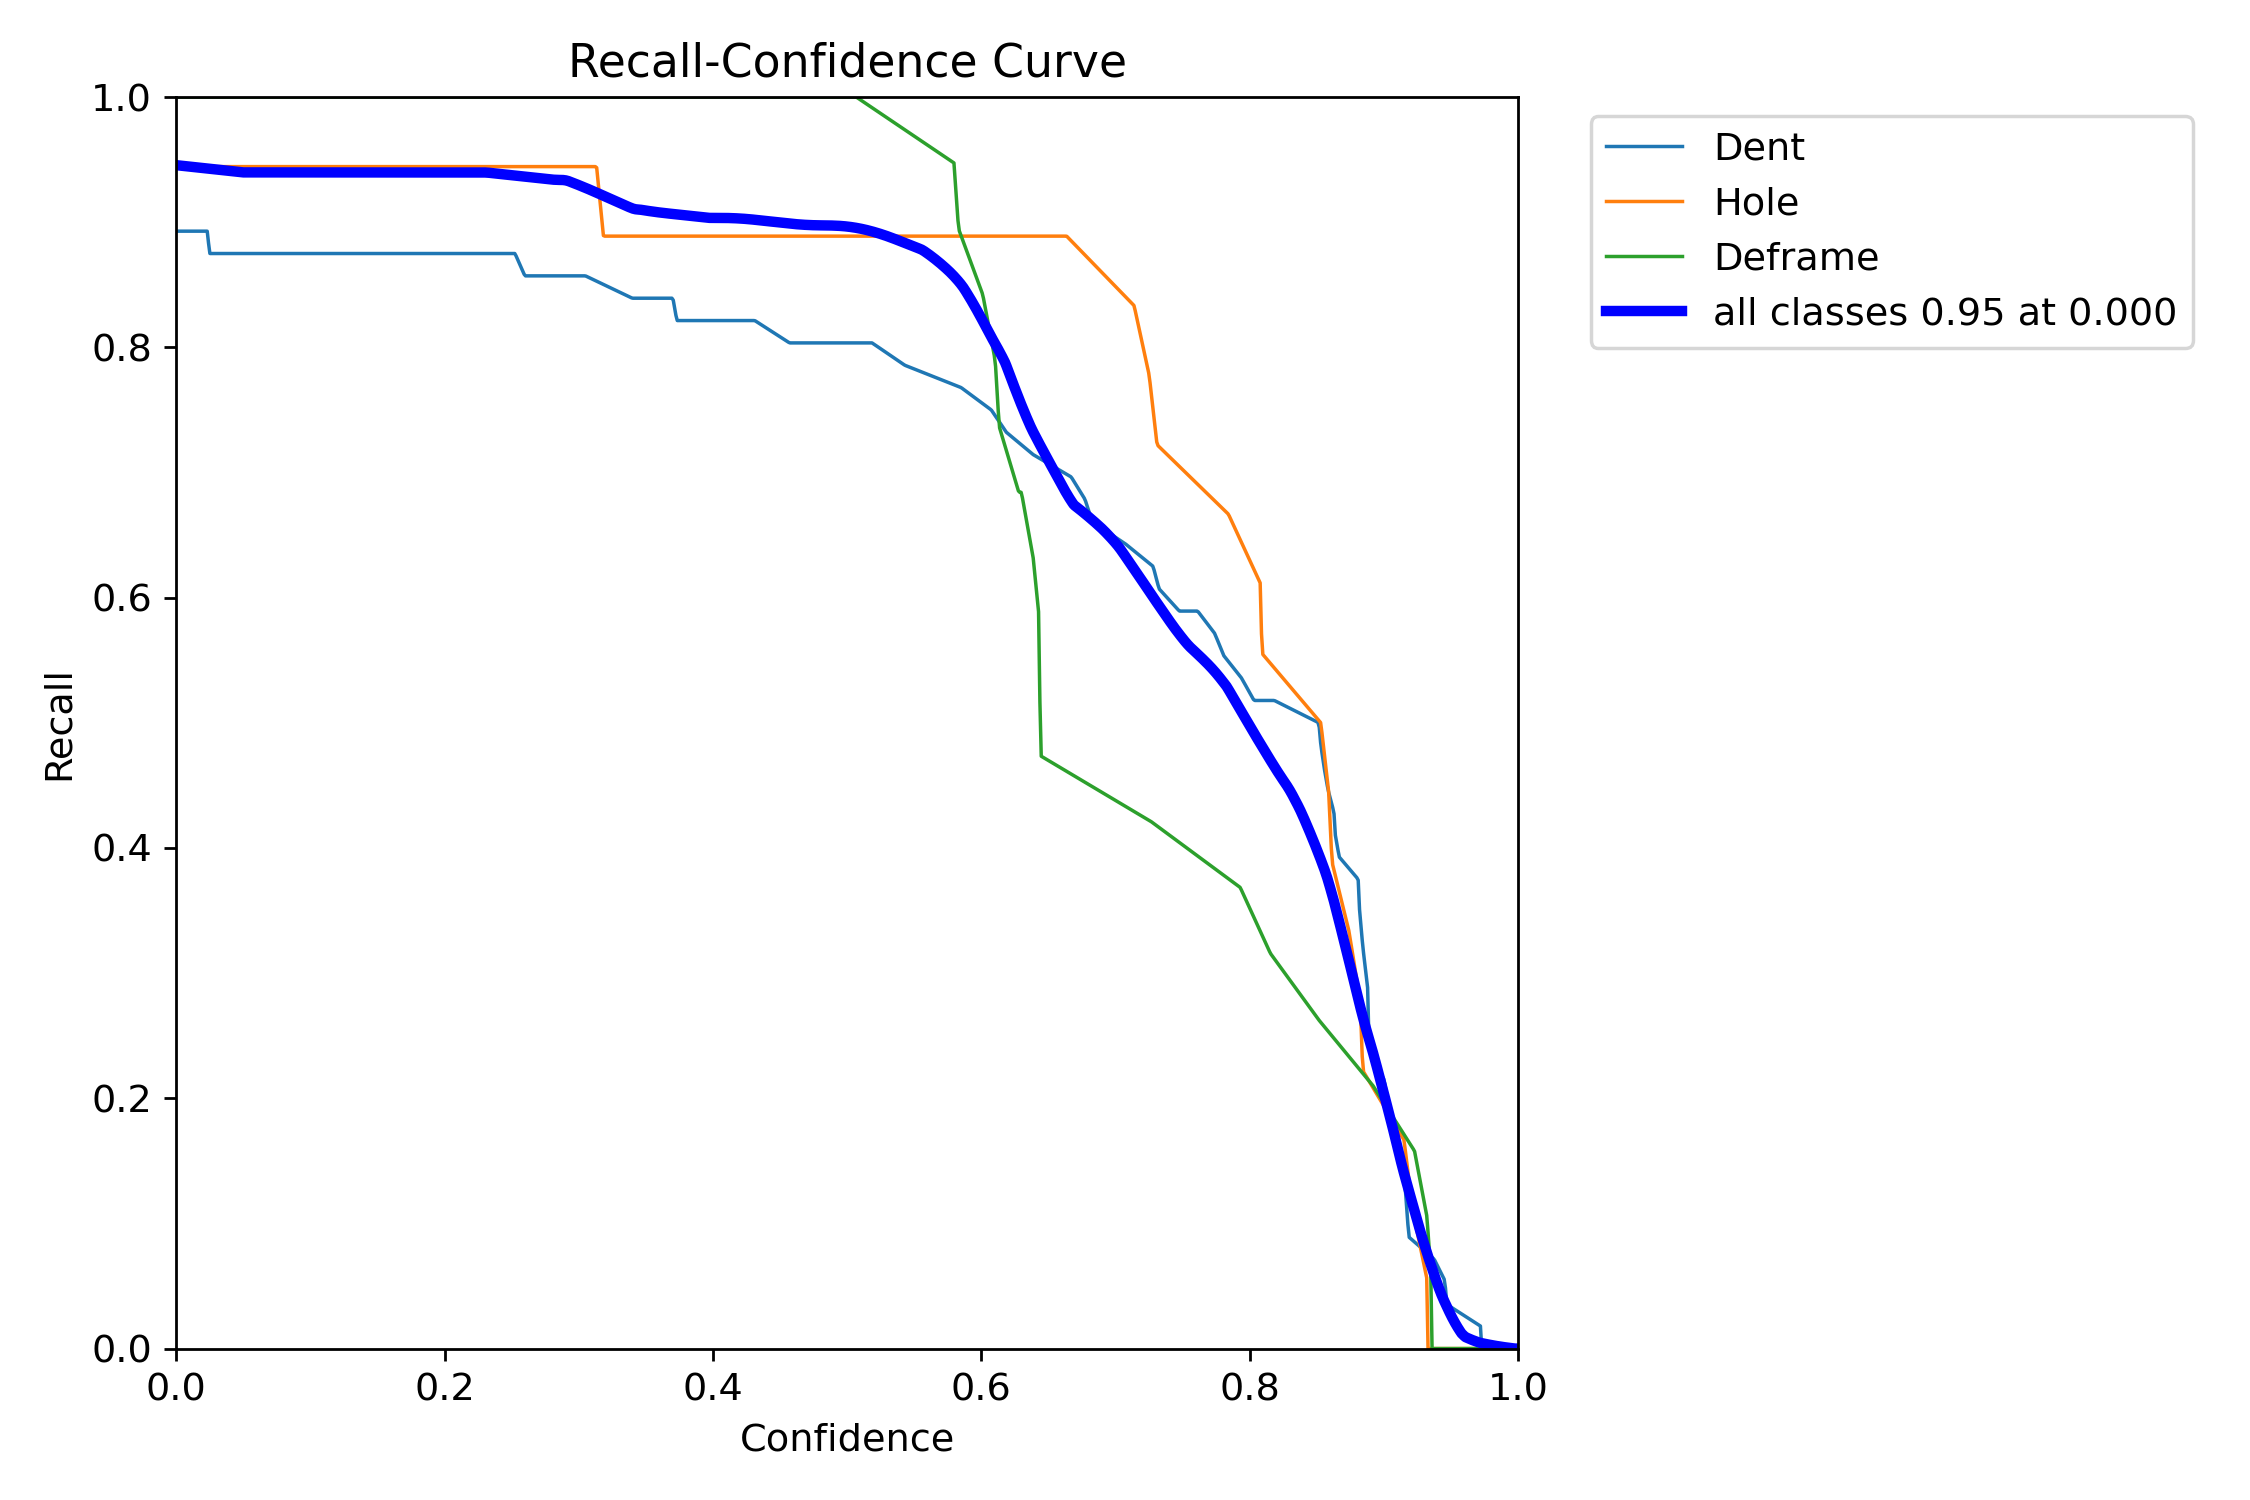 Recall-Confidence Curve
1.0
0.8
0.6
0.4
0.2
0.0
Recall
0.0 0.2 0.4 0.6 0.8 1.0
Confidence
Dent
Hole
Deframe
all classes 0.95 at 0.000